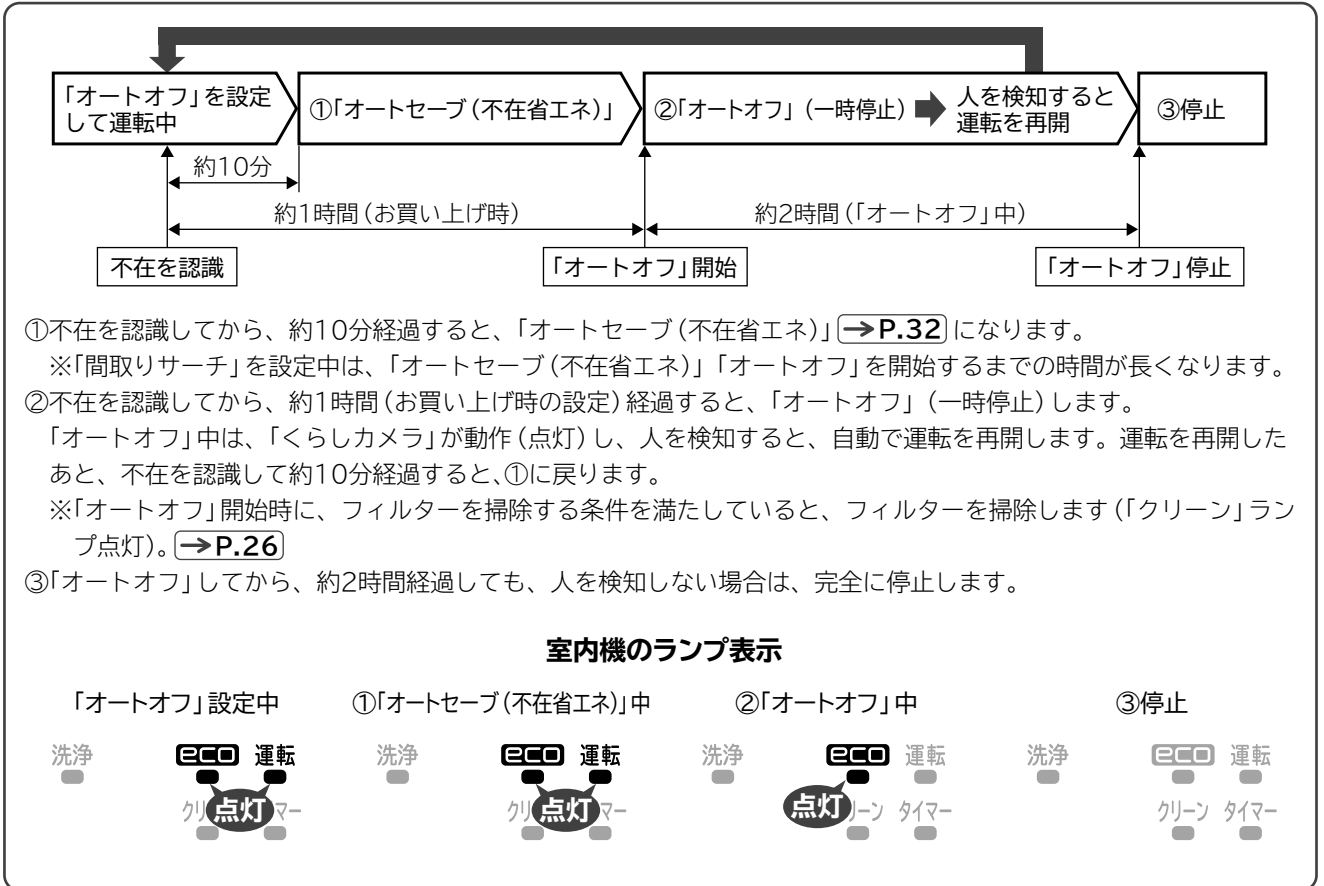 「オートオフ」を設定
して運転中
①「オートセーブ(不在省エネ)」
②「オートオフ」(一時停止)
人を検知すると
運転を再開
③停止
約10分
約1時間(お買い上げ時)
約2時間(「オートオフ」中)
不在を認識
「オートオフ」開始
「オートオフ」停止
①不在を認識してから、約10分経過すると、「オートセーブ(不在省エネ)」→P.32になります。
※「間取りサーチ」を設定中は、「オートセーブ(不在省エネ)」「オートオフ」を開始するまでの時間が長くなります。
②不在を認識してから、約1時間(お買い上げ時の設定)経過すると、「オートオフ」(一時停止)します。
「オートオフ」中は、「くらしカメラ」が動作(点灯)し、人を検知すると、自動で運転を再開します。運転を再開した
あと、不在を認識して約10分経過すると、①に戻ります。
※「オートオフ」開始時に、フィルターを掃除する条件を満たしていると、フィルターを掃除します(「クリーン」ラン
プ点灯)。→P.26
③「オートオフ」してから、約2時間経過しても、人を検知しない場合は、完全に停止します。
室内機のランプ表示
「オートオフ」設定中 ①「オートセーブ(不在省エネ)」中 ②「オートオフ」中 ③停止
洗浄 eco 運転 洗浄 eco 運転 洗浄 eco 運転 洗浄 eco 運転
クリ 点灯 マー クリ 点灯 マー 点灯 リーン タイマー クリーン タイマー